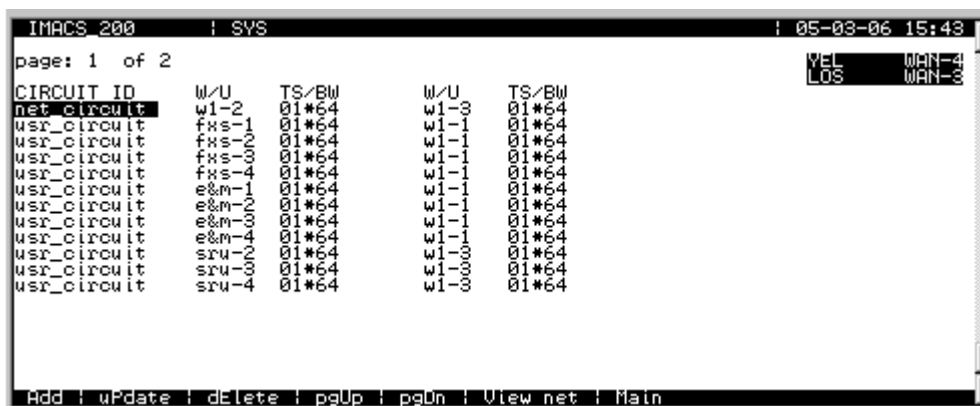 IMACS_200 ¦ SYS ¦ 05-03-06 15:43
page: 1 of 2 YEL WAN-4
LOS WAN-3
CIRCUIT ID W/U TS/BW W/U TS/BW
net_circuit w1-2 01*64 w1-3 01*64
usr_circuit fxs-1 01*64 w1-1 01*64
usr_circuit fxs-2 01*64 w1-1 01*64
usr_circuit fxs-3 01*64 w1-1 01*64
usr_circuit fxs-4 01*64 w1-1 01*64
usr_circuit e&m-1 01*64 w1-1 01*64
usr_circuit e&m-2 01*64 w1-1 01*64
usr_circuit e&m-3 01*64 w1-1 01*64
usr_circuit e&m-4 01*64 w1-1 01*64
usr_circuit sru-2 01*64 w1-3 01*64
usr_circuit sru-3 01*64 w1-3 01*64
usr_circuit sru-4 01*64 w1-3 01*64
Add ¦ uPdate ¦ dElete ¦ pgUp ¦ pgDn ¦ View net ¦ Main